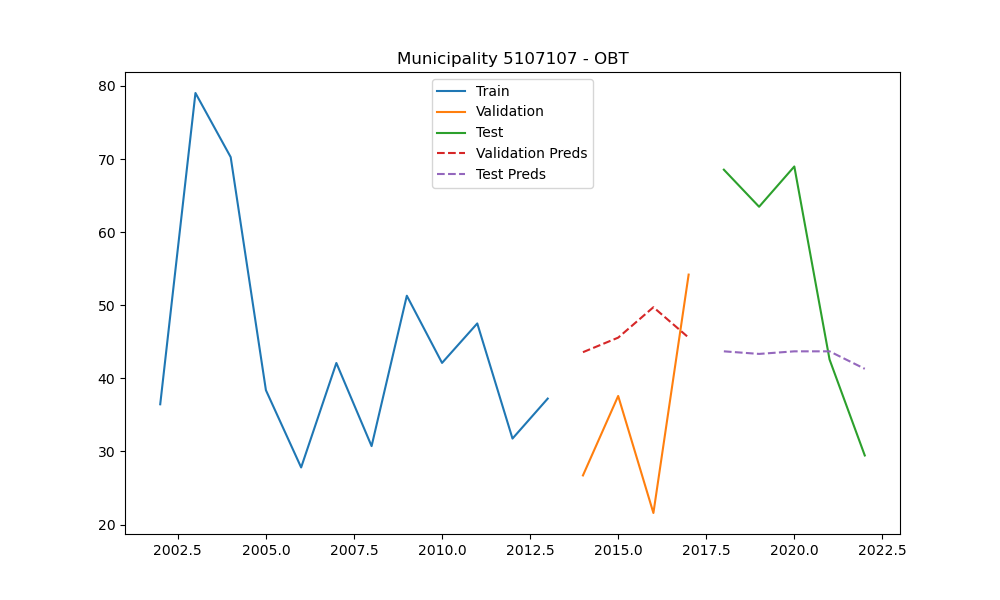 Municipality 5107107 - OBT
Train
Validation
Test
Validation Preds
Test Preds
80
70
60
50
40
30
20
2002.5 2005.0 2007.5 2010.0 2012.5 2015.0 2017.5 2020.0 2022.5